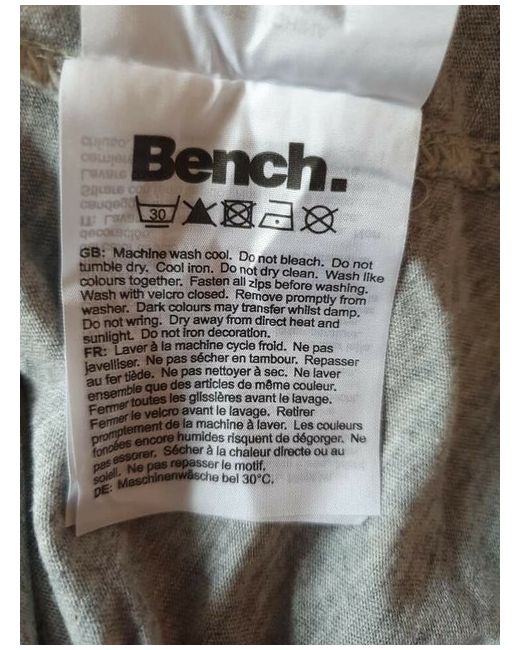 Bench.
30
GB: Machine wash cool. Do not bleach. Do not
tumble dry. Cool iron. Do not dry clean. Wash like
colours together. Fasten all zips before washing.
Wash with velcro closed. Remove promptly from
washer. Dark colours may transfer whilst damp.
Do not wring. Dry away from direct heat and
sunlight. Do not iron decoration.
FR: Laver à la machine cycle froid. Ne pas
javelliser. Ne pas sécher en tambour. Repasser
au fer tiède. Ne pas nettoyer à sec. Ne laver
ensemble que des articles de même couleur.
Fermer toutes les glissières avant le lavage.
Fermer le velcro avant le lavage. Retirer
promptement de la machine à laver. Les couleurs
foncées encore humides risquent de dégorger. Ne
pas essorer. Sécher à la chaleur directe ou au
soleil. Ne pas repasser le motif.
DE: Maschinenwäsche bei 30°C.